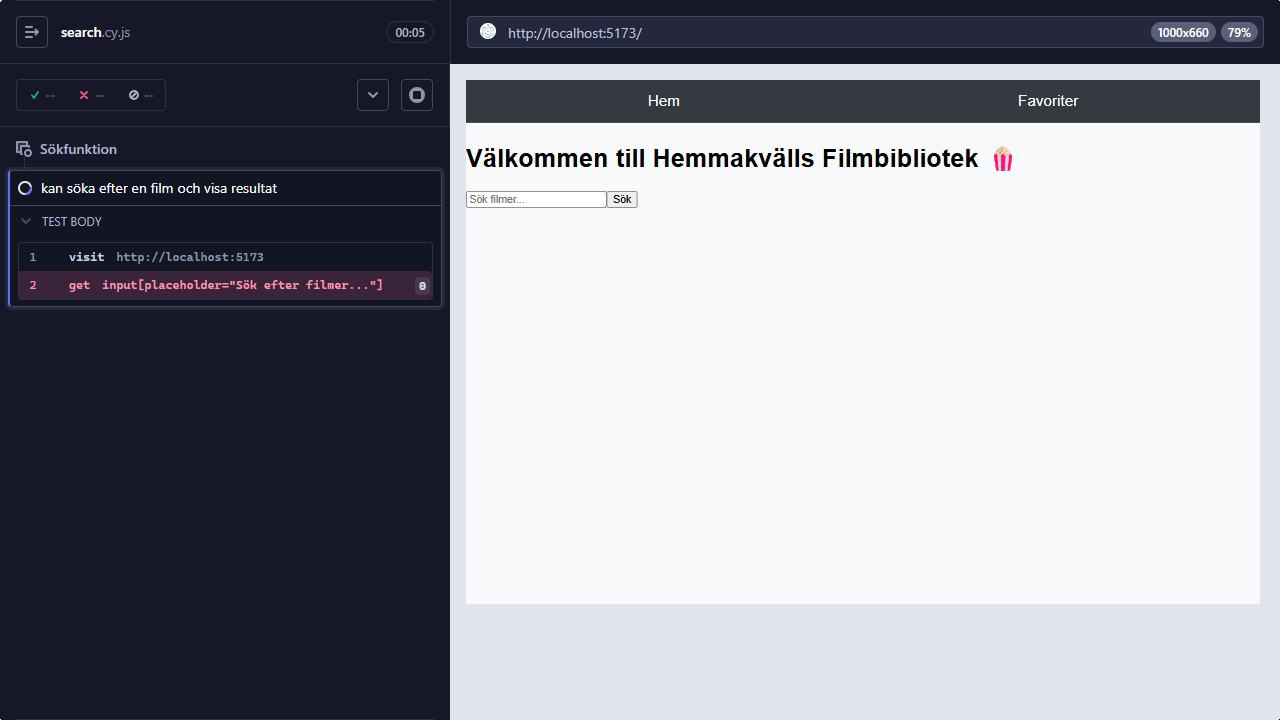 search.cy.js
00:05
http://localhost:5173/
1000x660
79%
--
--
--
Hem
Favoriter
Sökfunktion
Välkommen till Hemmakvälls Filmbibliotek 🍿
kan söka efter en film och visa resultat
Sök filmer...
Sök
TEST BODY
1 visit http://localhost:5173
2 get input[placeholder="Sök efter filmer..."] 0